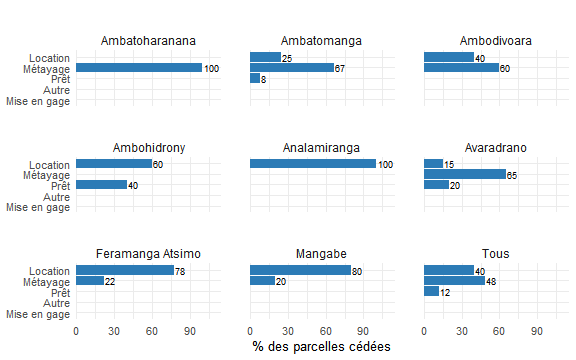 Ambatoharanana
Ambatomanga
Ambodivoara
Location
Métayage
Prêt
Autre
Mise en gage
100
25
67
8
40
60
Ambohidrony
Analamiranga
Avaradrano
Location
Métayage
Prêt
Autre
Mise en gage
60
40
100
15
65
20
Feramanga Atsimo
Mangabe
Tous
Location
Métayage
Prêt
Autre
Mise en gage
78
22
80
20
40
48
12
0 30 60 90
0 30 60 90
0 30 60 90
% des parcelles cédées